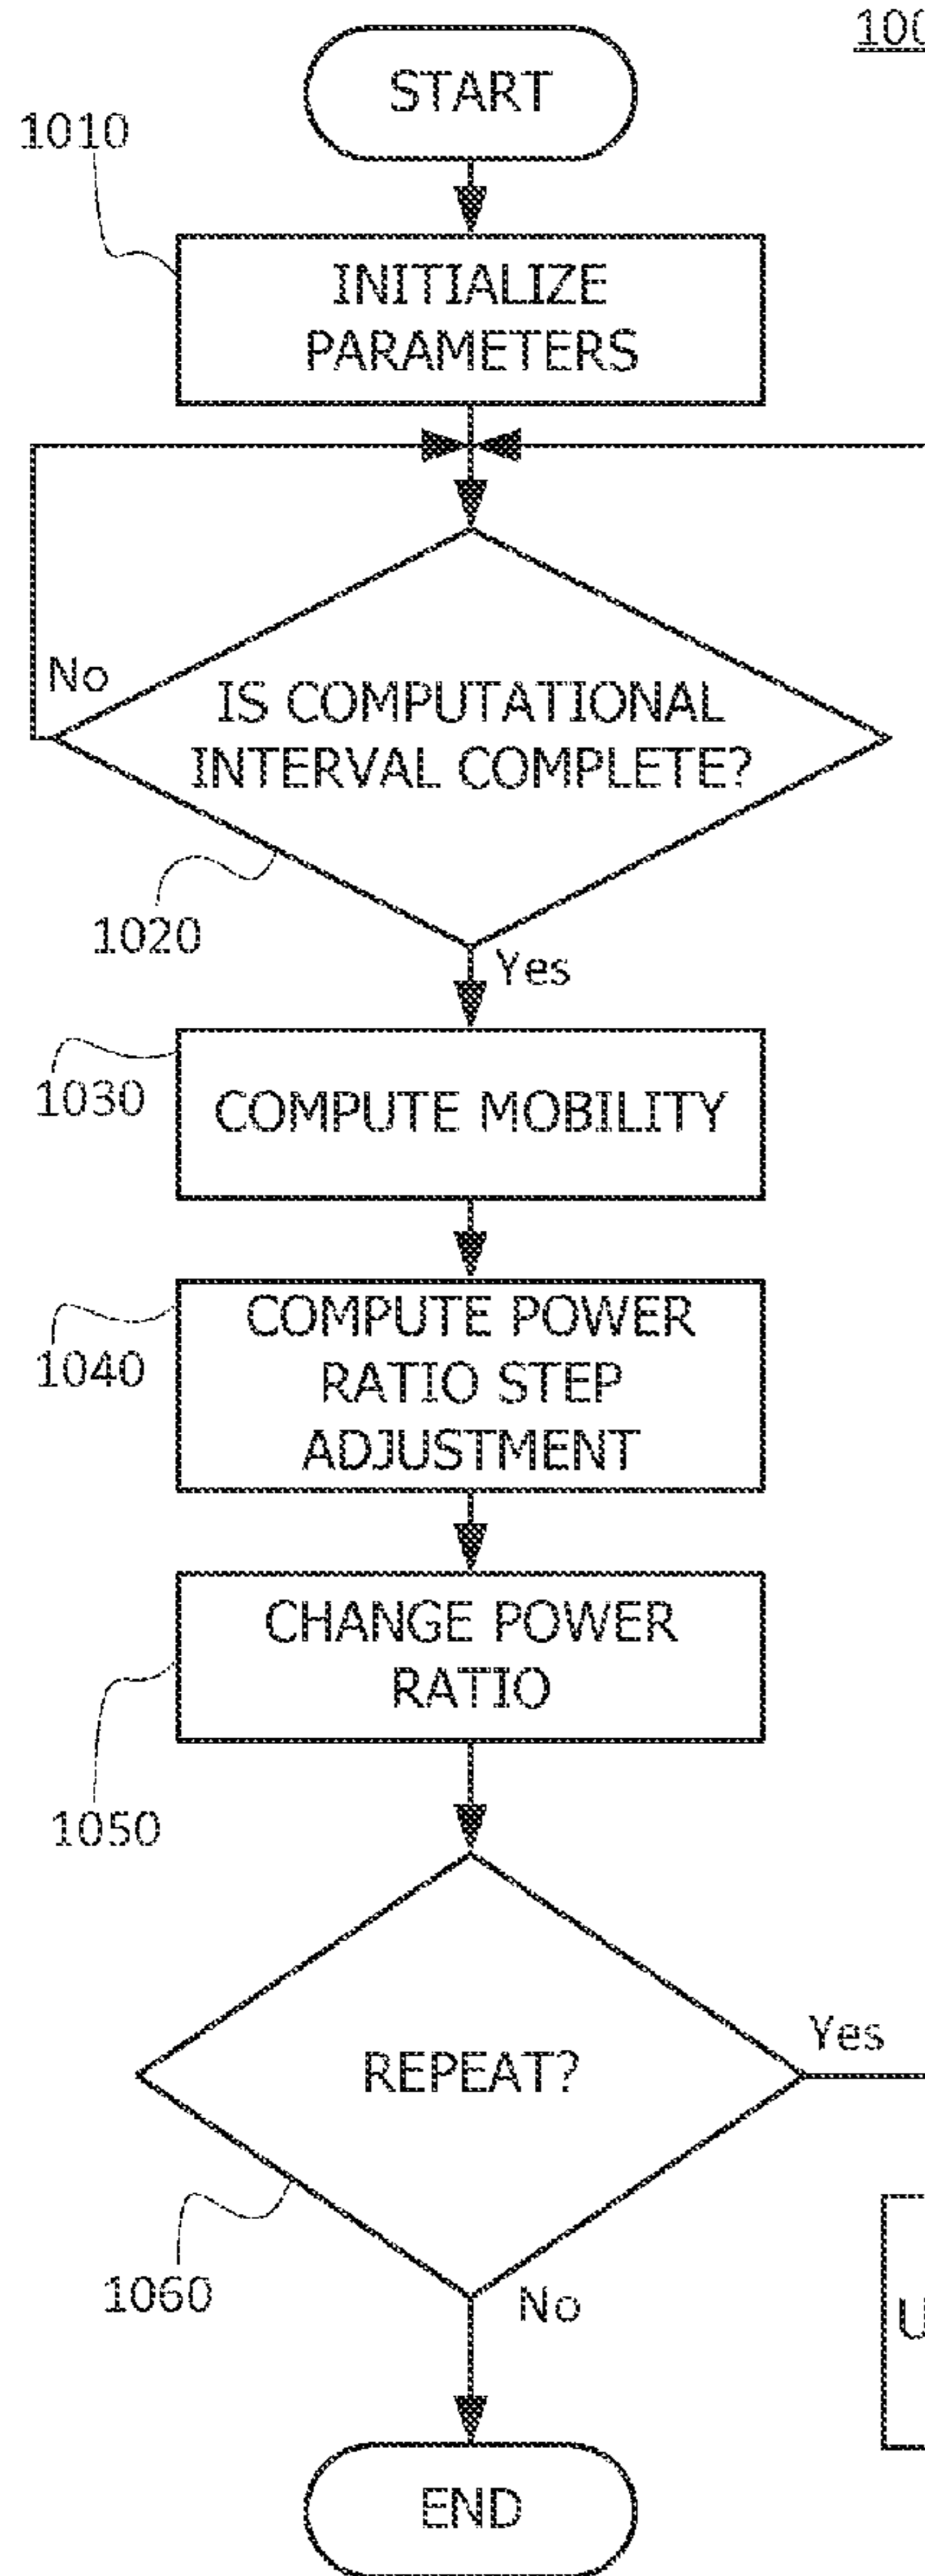 100
START
1010
INITIALIZE
PARAMETERS
No
IS COMPUTATIONAL
INTERVAL COMPLETE?
1020
Yes
1030
COMPUTE MOBILITY
1040
COMPUTE POWER
RATIO STEP
ADJUSTMENT
CHANGE POWER
RATIO
1050
Yes
REPEAT?
1060
No
U
END